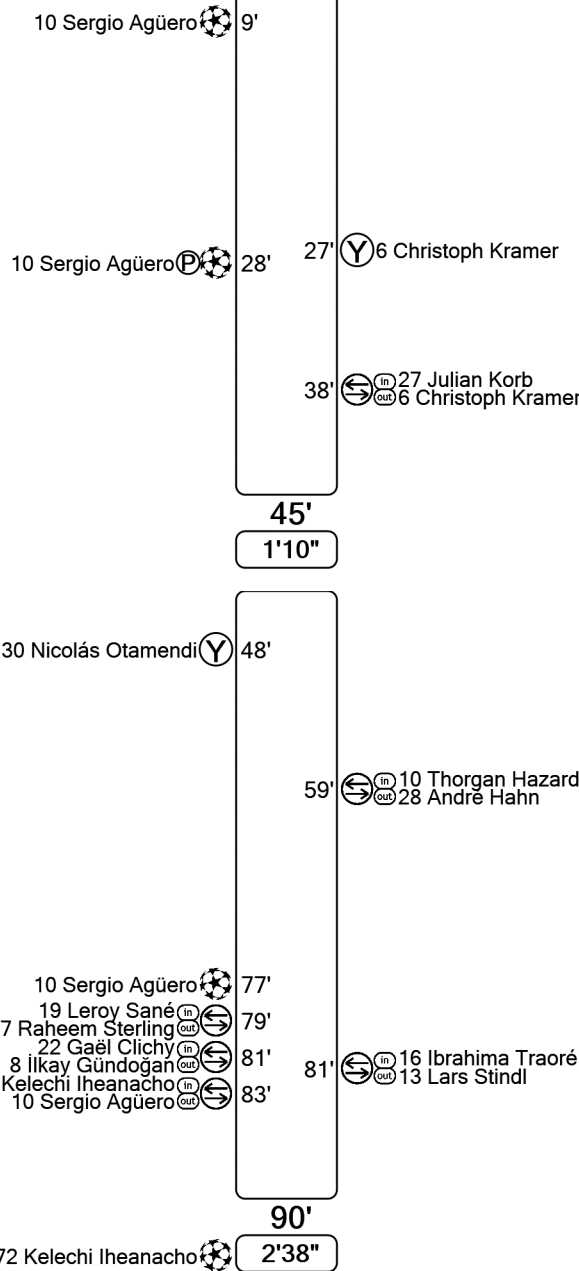 10 Sergio Agüero 9'
27' Y 6 Christoph Kramer
10 Sergio Agüero P 28'
38' in 27 Julian Korb
out 6 Christoph Kramer
45'
1'10"
30 Nicolás Otamendi Y 48'
59' in 10 Thorgan Hazard
out 28 André Hahn
10 Sergio Agüero 77'
19 Leroy Sané in
7 Raheem Sterling out 79'
22 Gaël Clichy in
8 İlkay Gündoğan out 81'
81' in 16 Ibrahima Traoré
out 13 Lars Stindl
Kelechi Iheanacho in
10 Sergio Agüero out 83'
90'
72 Kelechi Iheanacho 2'38"